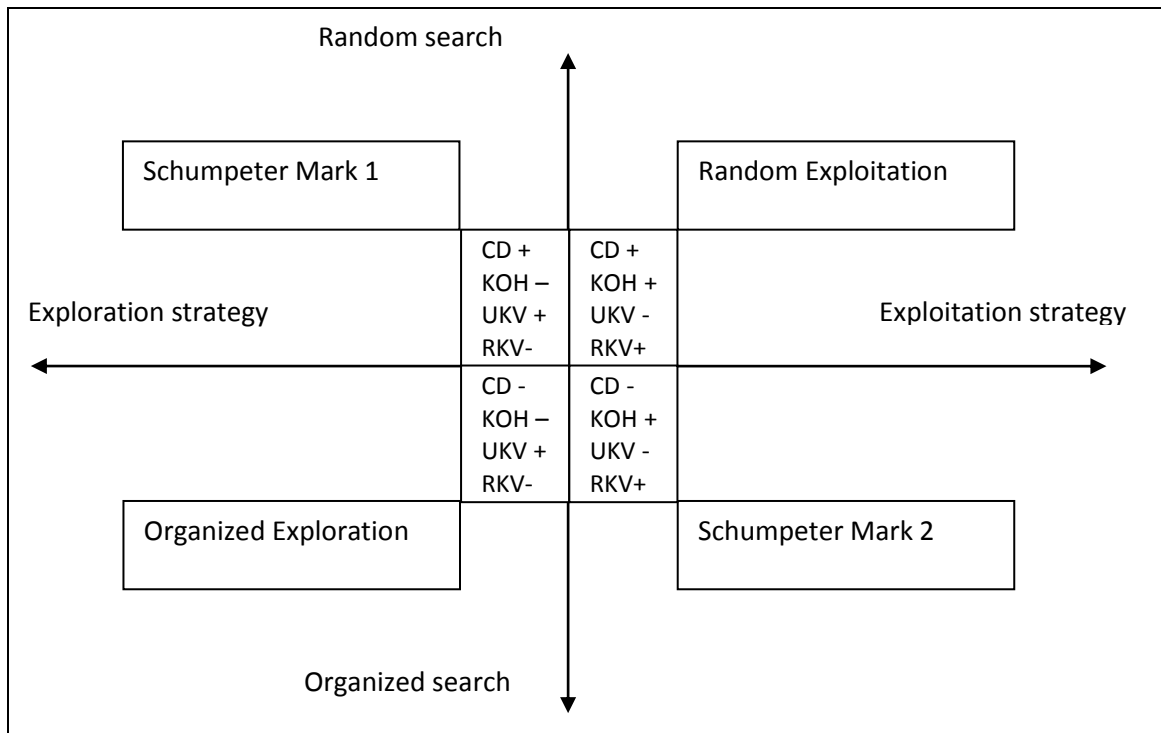 Random search
Schumpeter Mark 1
Random Exploitation
CD +
KOH –
UKV +
RKV-
CD +
KOH +
UKV -
RKV+
Exploration strategy
Exploitation strategy
CD -
KOH –
UKV +
RKV-
CD -
KOH +
UKV -
RKV+
Organized Exploration
Schumpeter Mark 2
Organized search